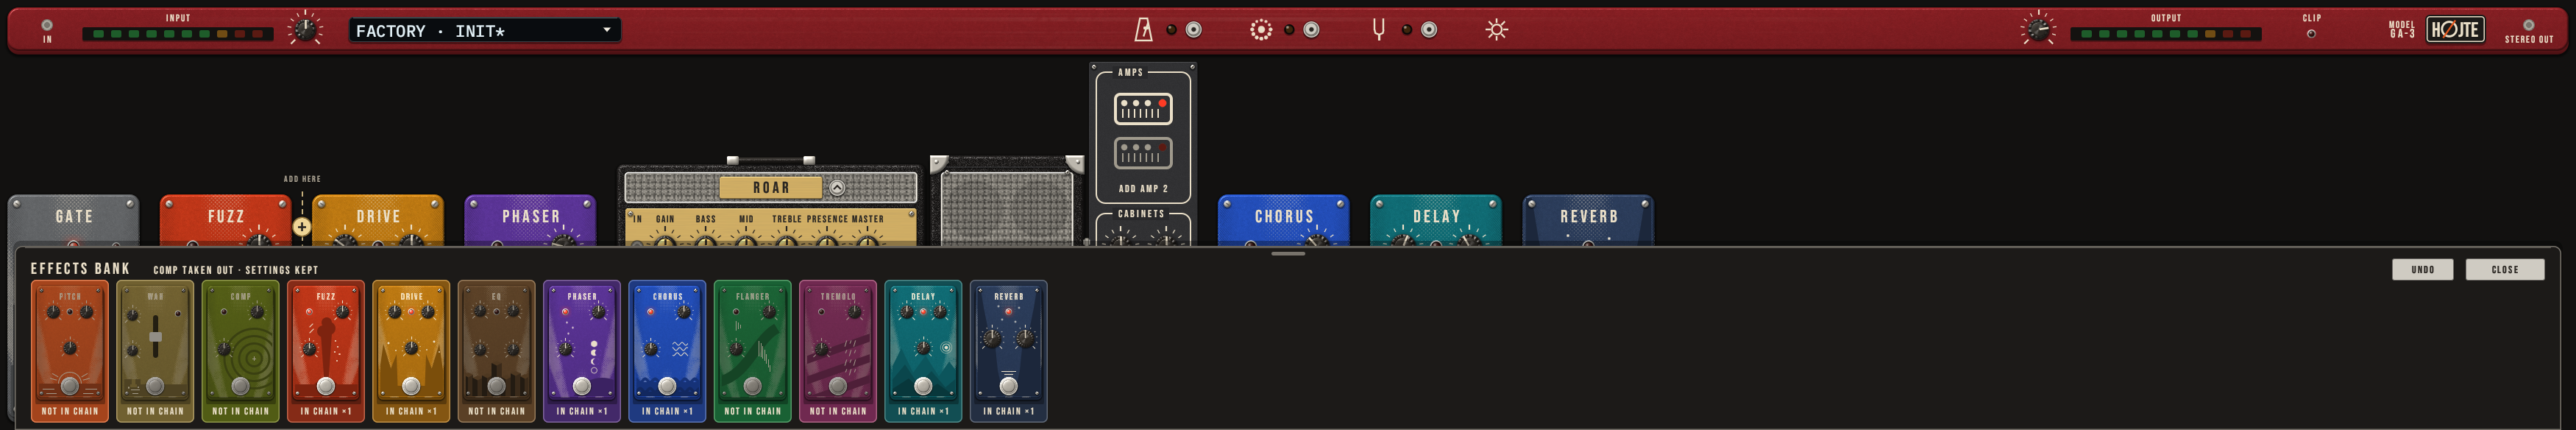 INPUT
IN
FACTORY · INIT*
OUTPUT
CLIP
MODEL
GA-3
HØJTE
STEREO OUT
AMPS
ADD AMP 2
CABINETS
ADD HERE
GATE
FUZZ
DRIVE
PHASER
ROAR
IN GAIN BASS MID TREBLE PRESENCE MASTER
CHORUS
DELAY
REVERB
EFFECTS BANK
COMP TAKEN OUT · SETTINGS KEPT
UNDO
CLOSE
PITCH
NOT IN CHAIN
WAH
NOT IN CHAIN
COMP
NOT IN CHAIN
FUZZ
IN CHAIN ×1
DRIVE
IN CHAIN ×1
EQ
NOT IN CHAIN
PHASER
IN CHAIN ×1
CHORUS
IN CHAIN ×1
FLANGER
NOT IN CHAIN
TREMOLO
NOT IN CHAIN
DELAY
IN CHAIN ×1
REVERB
IN CHAIN ×1